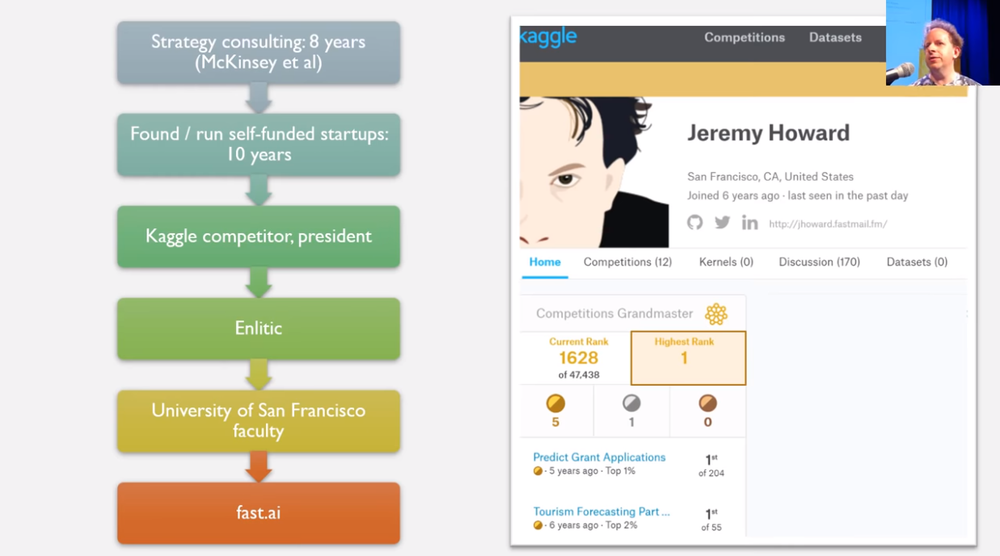 Strategy consulting: 8 years
(McKinsey et al)
Found / run self-funded startups:
10 years
Kaggle competitor, president
Enlitic
University of San Francisco
faculty
fast.ai
kaggle
Competitions Datasets
Jeremy Howard
San Francisco, CA, United States
Joined 6 years ago · last seen in the past day
in http://jhoward.fastmail.fm/
Home Competitions (12) Kernels (0) Discussion (170) Datasets (0)
Competitions Grandmaster
Current Rank
1628
of 47,438
Highest Rank
1
5 1 0
Predict Grant Applications 1st
· 5 years ago · Top 1% of 204
Tourism Forecasting Part ... 1st
· 6 years ago · Top 2% of 55